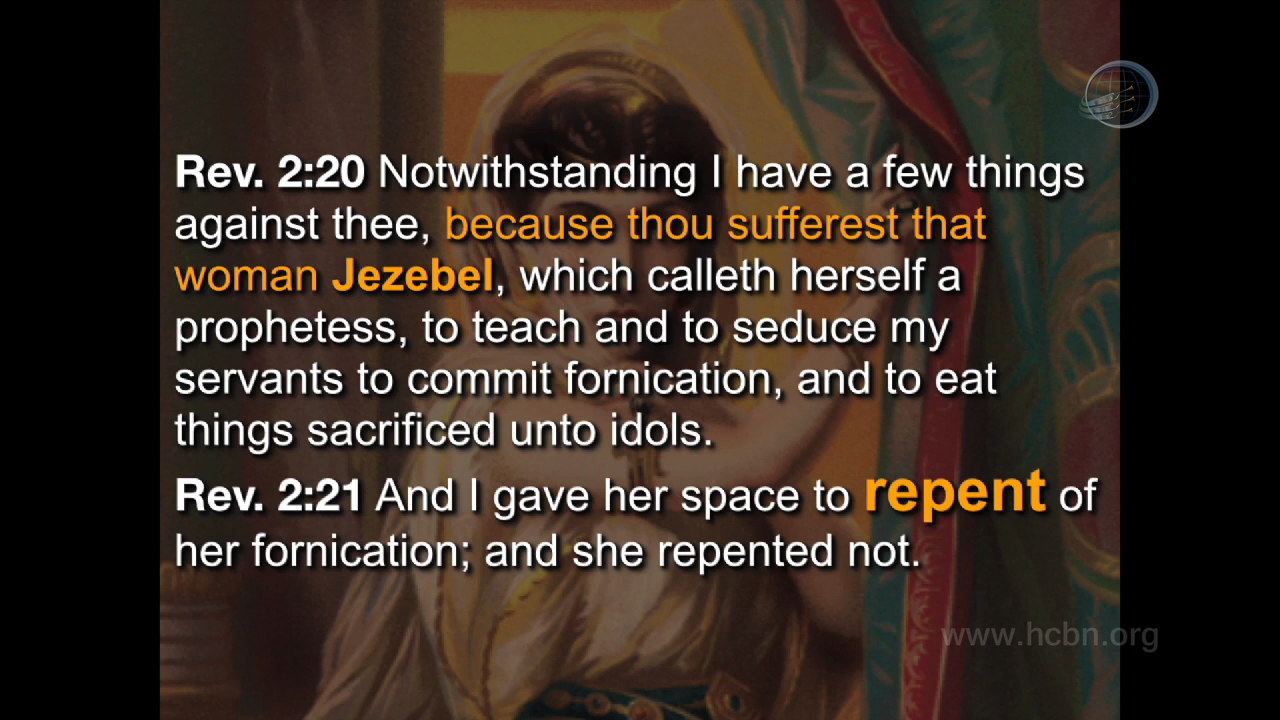 Rev. 2:20 Notwithstanding I have a few things
against thee, because thou sufferest that
woman Jezebel, which calleth herself a
prophetess, to teach and to seduce my
servants to commit fornication, and to eat
things sacrificed unto idols.
Rev. 2:21 And I gave her space to repent of
her fornication; and she repented not.
www.hcbn.org